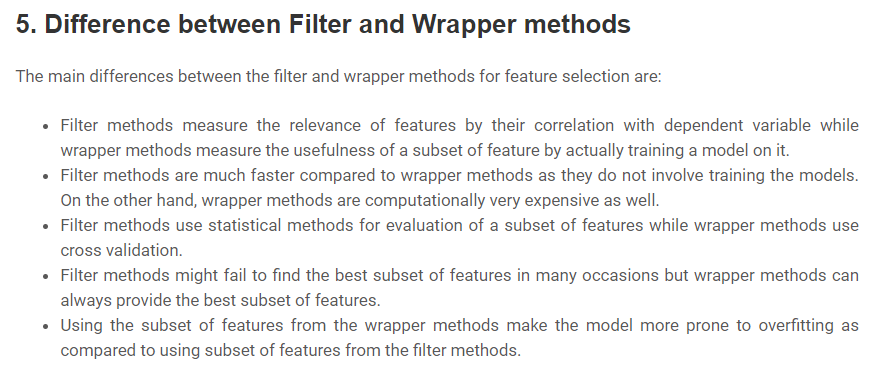 5. Difference between Filter and Wrapper methods
The main differences between the filter and wrapper methods for feature selection are:
• Filter methods measure the relevance of features by their correlation with dependent variable while
wrapper methods measure the usefulness of a subset of feature by actually training a model on it.
• Filter methods are much faster compared to wrapper methods as they do not involve training the models.
On the other hand, wrapper methods are computationally very expensive as well.
• Filter methods use statistical methods for evaluation of a subset of features while wrapper methods use
cross validation.
• Filter methods might fail to find the best subset of features in many occasions but wrapper methods can
always provide the best subset of features.
• Using the subset of features from the wrapper methods make the model more prone to overfitting as
compared to using subset of features from the filter methods.